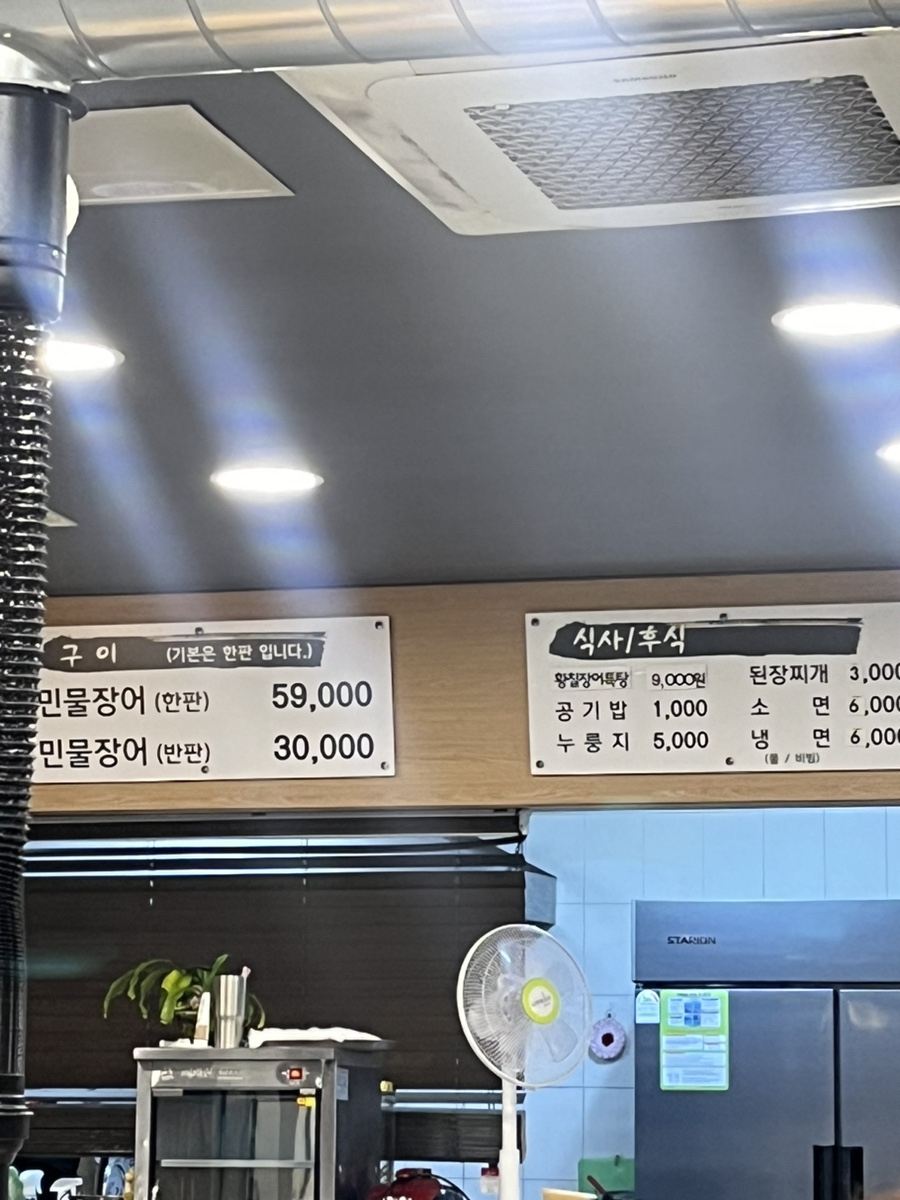 SAMSUNG
구 이 (기본은 한판 입니다.)
민물장어 (한판) 59,000
민물장어 (반판) 30,000
식사/후식
황칠장어특탕 9,000원 된장찌개 3,000
공 기 밥 1,000 소 면 6,000
누 룽 지 5,000 냉 면 6,000
(물 / 비빔)
STARION